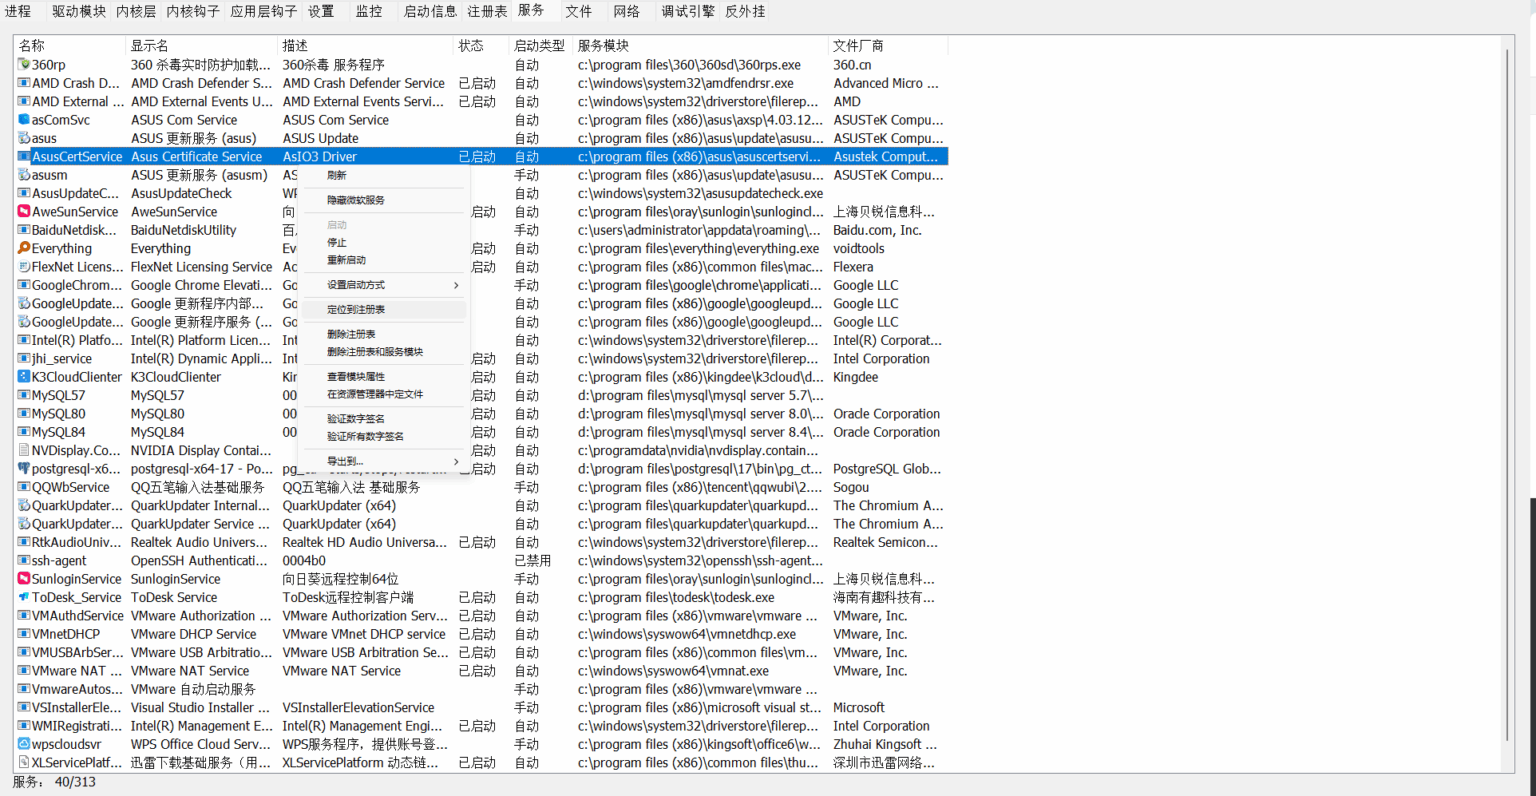 进程 驱动模块 内核层 内核钩子 应用层钩子 设置 监控 启动信息 注册表 服务 文件 网络 调试引擎 反外挂
名称 显示名 描述 状态 启动类型 服务模块 文件厂商
360rp 360 杀毒实时防护加载... 360杀毒 服务程序 自动 c:\program files\360\360sd\360rps.exe 360.cn
AMD Crash D... AMD Crash Defender S... AMD Crash Defender Service 已启动 自动 c:\windows\system32\amdfendrsr.exe Advanced Micro ...
AMD External ... AMD External Events U... AMD External Events Servi... 已启动 自动 c:\windows\system32\driverstore\filerep... AMD
asComSvc ASUS Com Service ASUS Com Service 自动 c:\program files (x86)\asus\axsp\4.03.12... ASUSTeK Compu...
asus ASUS 更新服务 (asus) ASUS Update 自动 c:\program files (x86)\asus\update\asusu... ASUSTeK Compu...
AsusCertService Asus Certificate Service AsIO3 Driver 已启动 自动 c:\program files (x86)\asus\asuscertservi... Asustek Comput...
asusm ASUS 更新服务 (asusm) AS 手动 c:\program files (x86)\asus\update\asusu... ASUSTeK Compu...
刷新
AsusUpdateC... AsusUpdateCheck WP 自动 c:\windows\system32\asusupdatecheck.exe
隐藏微软服务
AweSunService AweSunService 向 启动 自动 c:\program files\oray\sunlogin\sunlogincl... 上海贝锐信息科...
启动
BaiduNetdisk... BaiduNetdiskUtility 百 手动 c:\users\administrator\appdata\roaming\... Baidu.com, Inc.
停止
Everything Everything Ev 启动 自动 c:\program files\everything\everything.exe voidtools
重新启动
FlexNet Licens... FlexNet Licensing Service Ac 启动 自动 c:\program files (x86)\common files\mac... Flexera
GoogleChrom... Google Chrome Elevati... Go 手动 c:\program files\google\chrome\applicati... Google LLC
设置启动方式
GoogleUpdate... Google 更新程序内部... Go 自动 c:\program files (x86)\google\googleupd... Google LLC
定位到注册表
GoogleUpdate... Google 更新程序服务 (... Go 自动 c:\program files (x86)\google\googleupd... Google LLC
删除注册表
Intel(R) Platfo... Intel(R) Platform Licen... Int 自动 c:\windows\system32\driverstore\filerep... Intel(R) Corporat...
删除注册表和服务模块
jhi_service Intel(R) Dynamic Appli... Int 启动 自动 c:\windows\system32\driverstore\filerep... Intel Corporation
查看模块属性
K3CloudClienter K3CloudClienter Kin 启动 自动 c:\program files (x86)\kingdee\k3cloud\d... Kingdee
在资源管理器中定文件
MySQL57 MySQL57 00 启动 自动 d:\program files\mysql\mysql server 5.7\...
MySQL80 MySQL80 00 启动 自动 d:\program files\mysql\mysql server 8.0\... Oracle Corporation
验证数字签名
MySQL84 MySQL84 00 启动 自动 d:\program files\mysql\mysql server 8.4\... Oracle Corporation
验证所有数字签名
NVDisplay.Co... NVIDIA Display Contai... 启动 自动 c:\programdata\nvidia\nvdisplay.contain...
导出到...
postgresql-x6... postgresql-x64-17 - Po... 已启动 自动 d:\program files\postgresql\17\bin\pg_ct... PostgreSQL Glob...
QQWbService QQ五笔输入法基础服务 QQ五笔输入法 基础服务 手动 c:\program files (x86)\tencent\qqwubi\2.... Sogou
QuarkUpdater... QuarkUpdater Internal... QuarkUpdater (x64) 自动 c:\program files\quarkupdater\quarkupd... The Chromium A...
QuarkUpdater... QuarkUpdater Service ... QuarkUpdater (x64) 自动 c:\program files\quarkupdater\quarkupd... The Chromium A...
RtkAudioUniv... Realtek Audio Univers... Realtek HD Audio Universa... 已启动 自动 c:\windows\system32\driverstore\filerep... Realtek Semicon...
ssh-agent OpenSSH Authenticati... 0004b0 已禁用 c:\windows\system32\openssh\ssh-agent...
SunloginService SunloginService 向日葵远程控制64位 手动 c:\program files\oray\sunlogin\sunlogincl... 上海贝锐信息科...
ToDesk_Service ToDesk Service ToDesk远程控制客户端 已启动 自动 c:\program files\todesk\todesk.exe 海南有趣科技有...
VMAuthdService VMware Authorization ... VMware Authorization Serv... 已启动 自动 c:\program files (x86)\vmware\vmware ... VMware, Inc.
VMnetDHCP VMware DHCP Service VMware VMnet DHCP service 已启动 自动 c:\windows\syswow64\vmnetdhcp.exe VMware, Inc.
VMUSBArbSer... VMware USB Arbitratio... VMware USB Arbitration Se... 已启动 自动 c:\program files (x86)\common files\vm... VMware, Inc.
VMware NAT ... VMware NAT Service VMware NAT Service 已启动 自动 c:\windows\syswow64\vmnat.exe VMware, Inc.
VmwareAutos... VMware 自动启动服务 手动 c:\program files (x86)\vmware\vmware ...
VSInstallerEle... Visual Studio Installer ... VSInstallerElevationService 手动 c:\program files (x86)\microsoft visual st... Microsoft
WMIRegistrati... Intel(R) Management E... Intel(R) Management Engi... 已启动 自动 c:\windows\system32\driverstore\filerep... Intel Corporation
wpscloudsvr WPS Office Cloud Serv... WPS服务程序，提供账号登... 手动 c:\program files (x86)\kingsoft\office6\w... Zhuhai Kingsoft ...
XLServicePlatf... 迅雷下载基础服务（用... XLServicePlatform 动态链... 已启动 自动 c:\program files (x86)\common files\thu... 深圳市迅雷网络...
服务： 40/313